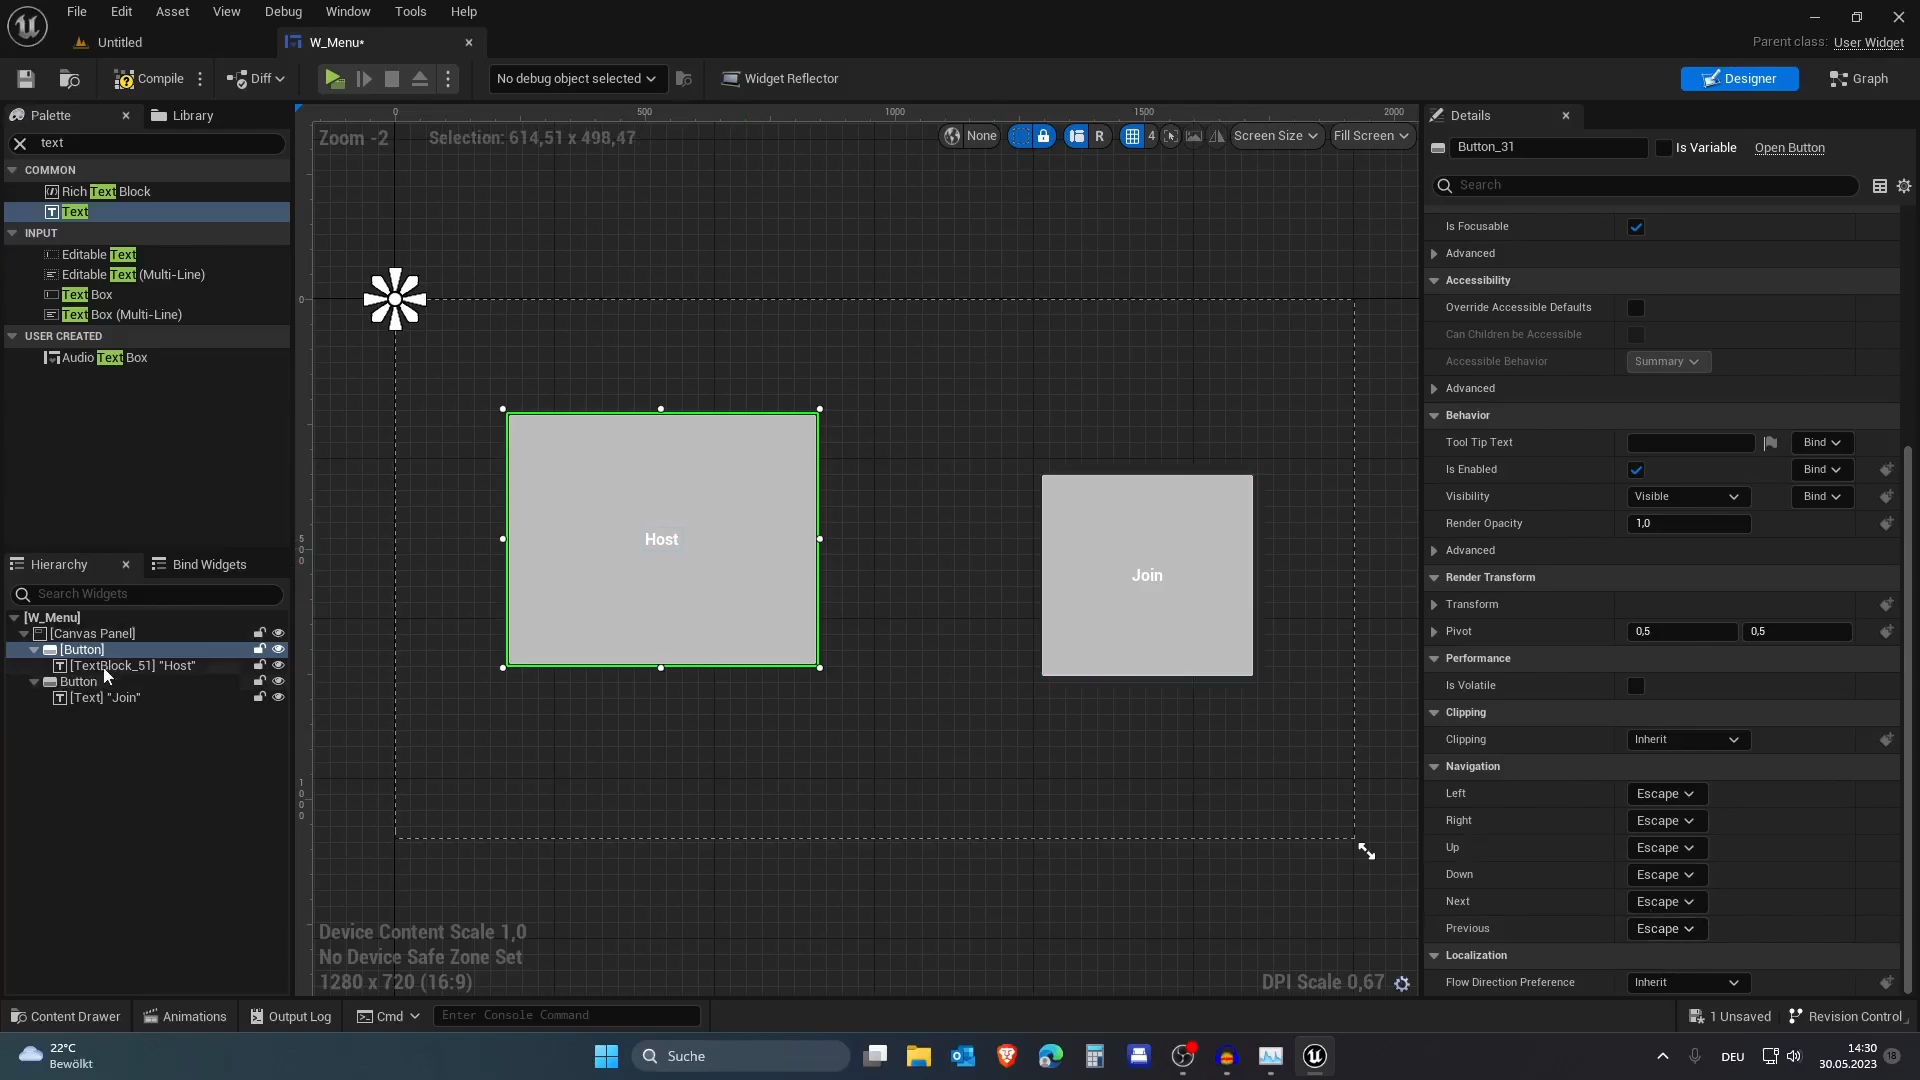 File Edit Asset View Debug Window Tools Help
Untitled
W_Menu*
Parent class: User Widget
Compile
Diff
No debug object selected
Widget Reflector
Designer
Graph
Palette
Library
text
COMMON
Rich Text Block
Text
INPUT
Editable Text
Editable Text (Multi-Line)
Text Box
Text Box (Multi-Line)
USER CREATED
Audio Text Box
Hierarchy
Bind Widgets
Search Widgets
[W_Menu]
[Canvas Panel]
[Button]
[TextBlock_51] "Host"
Button
[Text] "Join"
0 500 1000 1500 2000
Zoom -2
Selection: 614,51 x 498,47
None
R
4
Screen Size
Fill Screen
0
500
1000
Host
Join
Device Content Scale 1,0
No Device Safe Zone Set
1280 x 720 (16:9)
DPI Scale 0,67
Details
Button_31
Is Variable
Open Button
Search
Is Focusable
Advanced
Accessibility
Override Accessible Defaults
Can Children be Accessible
Accessible Behavior Summary
Advanced
Behavior
Tool Tip Text Bind
Is Enabled Bind
Visibility Visible Bind
Render Opacity 1,0
Advanced
Render Transform
Transform
Pivot 0,5 0,5
Performance
Is Volatile
Clipping
Clipping Inherit
Navigation
Left Escape
Right Escape
Up Escape
Down Escape
Next Escape
Previous Escape
Localization
Flow Direction Preference Inherit
Content Drawer
Animations
Output Log
Cmd
Enter Console Command
1 Unsaved
Revision Control
22°C
Bewölkt
Suche
DEU
14:30
30.05.2023
18